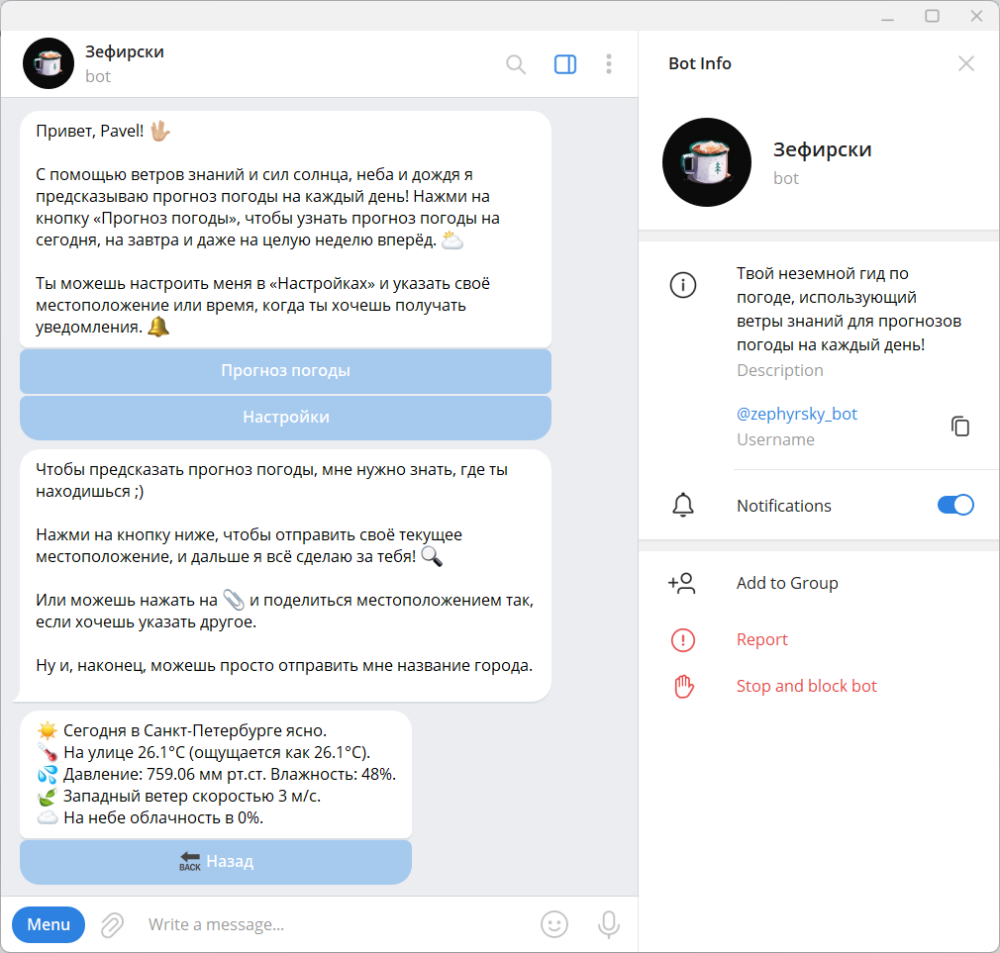 Зефирски
bot
Привет, Pavel! 🖖🏼
С помощью ветров знаний и сил солнца, неба и дождя я
предсказываю прогноз погоды на каждый день! Нажми на
кнопку «Прогноз погоды», чтобы узнать прогноз погоды на
сегодня, на завтра и даже на целую неделю вперёд. 🌥
Ты можешь настроить меня в «Настройках» и указать своё
местоположение или время, когда ты хочешь получать
уведомления. 🔔
Прогноз погоды
Настройки
Чтобы предсказать прогноз погоды, мне нужно знать, где ты
находишься ;)
Нажми на кнопку ниже, чтобы отправить своё текущее
местоположение, и дальше я всё сделаю за тебя! 🔍
Или можешь нажать на 📎 и поделиться местоположением так,
если хочешь указать другое.
Ну и, наконец, можешь просто отправить мне название города.
☀️ Сегодня в Санкт-Петербурге ясно.
🌡 На улице 26.1°C (ощущается как 26.1°C).
💦 Давление: 759.06 мм рт.ст. Влажность: 48%.
🍃 Западный ветер скоростью 3 м/с.
☁️ На небе облачность в 0%.
🔙 Назад
Menu
Write a message...
Bot Info
Зефирски
bot
Твой неземной гид по
погоде, использующий
ветры знаний для прогнозов
погоды на каждый день!
Description
@zephyrsky_bot
Username
Notifications
Add to Group
Report
Stop and block bot